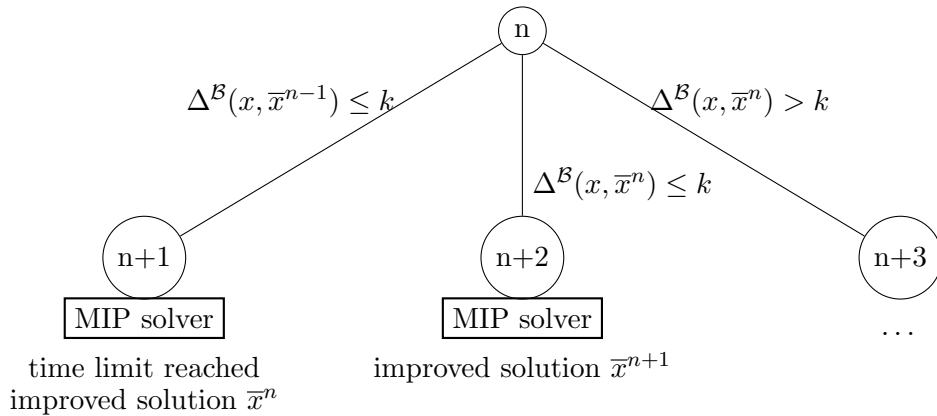 n
Δ^ℬ(x, x̅^{n−1}) ≤ k
Δ^ℬ(x, x̅^n) > k
Δ^ℬ(x, x̅^n) ≤ k
n+1
n+2
n+3
MIP solver
MIP solver
...
time limit reached
improved solution x̅^n
improved solution x̅^{n+1}